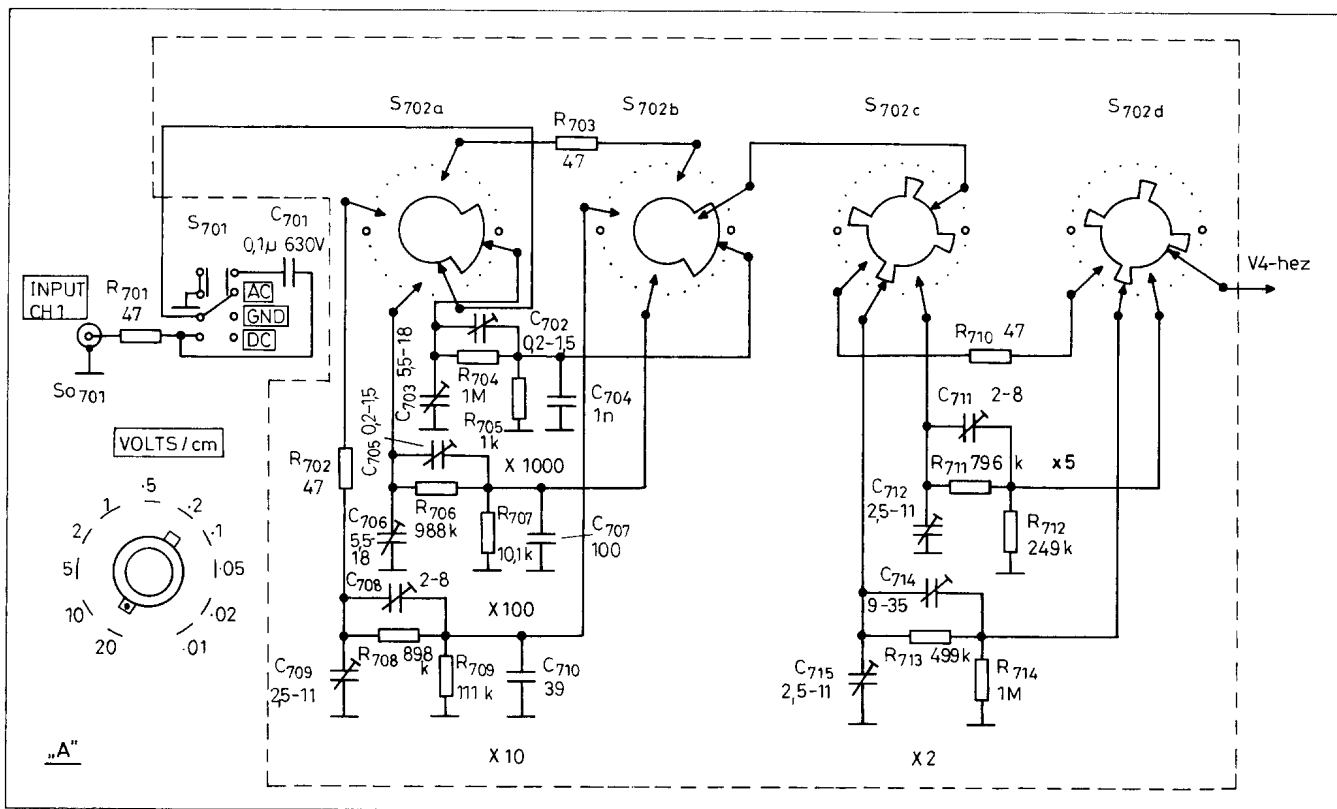 S702a
S702b
S702c
S702d
R703
47
S701
C701
0,1µ 630V
INPUT
CH.1
R701
47
AC
GND
DC
So701
V4-hez
R710 47
C702
0,2-1,5
5,5-18
C703
R704
1M
R705
1k
C704
1n
0,2-1,5
C705
X 1000
C711 2-8
R711 796 k
x5
C712
2,5-11
R712
249k
VOLTS/cm
.5
.2
.1
.05
.02
.01
1
2
5
10
20
R702
47
C706
5,5-
18
R706
988k
R707
10,1k
C707
100
C708 2-8
X100
C714
9-35
C709
2,5-11
R708 898
k
R709
111 k
C710
39
C715
2,5-11
R713 499k
R714
1M
„A"
X 10
X 2